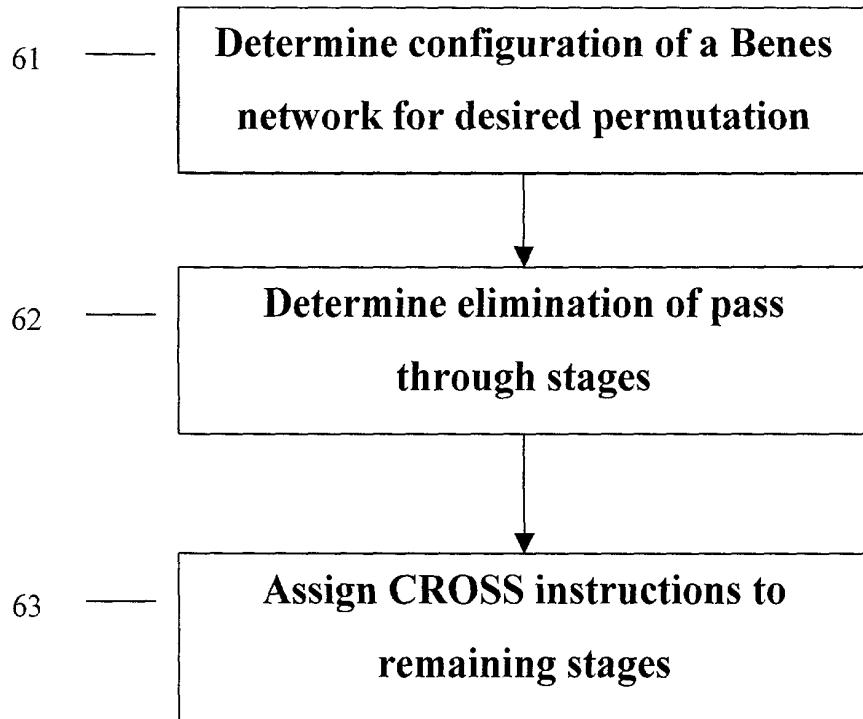 61
Determine configuration of a Benes
network for desired permutation
62
Determine elimination of pass
through stages
63
Assign CROSS instructions to
remaining stages